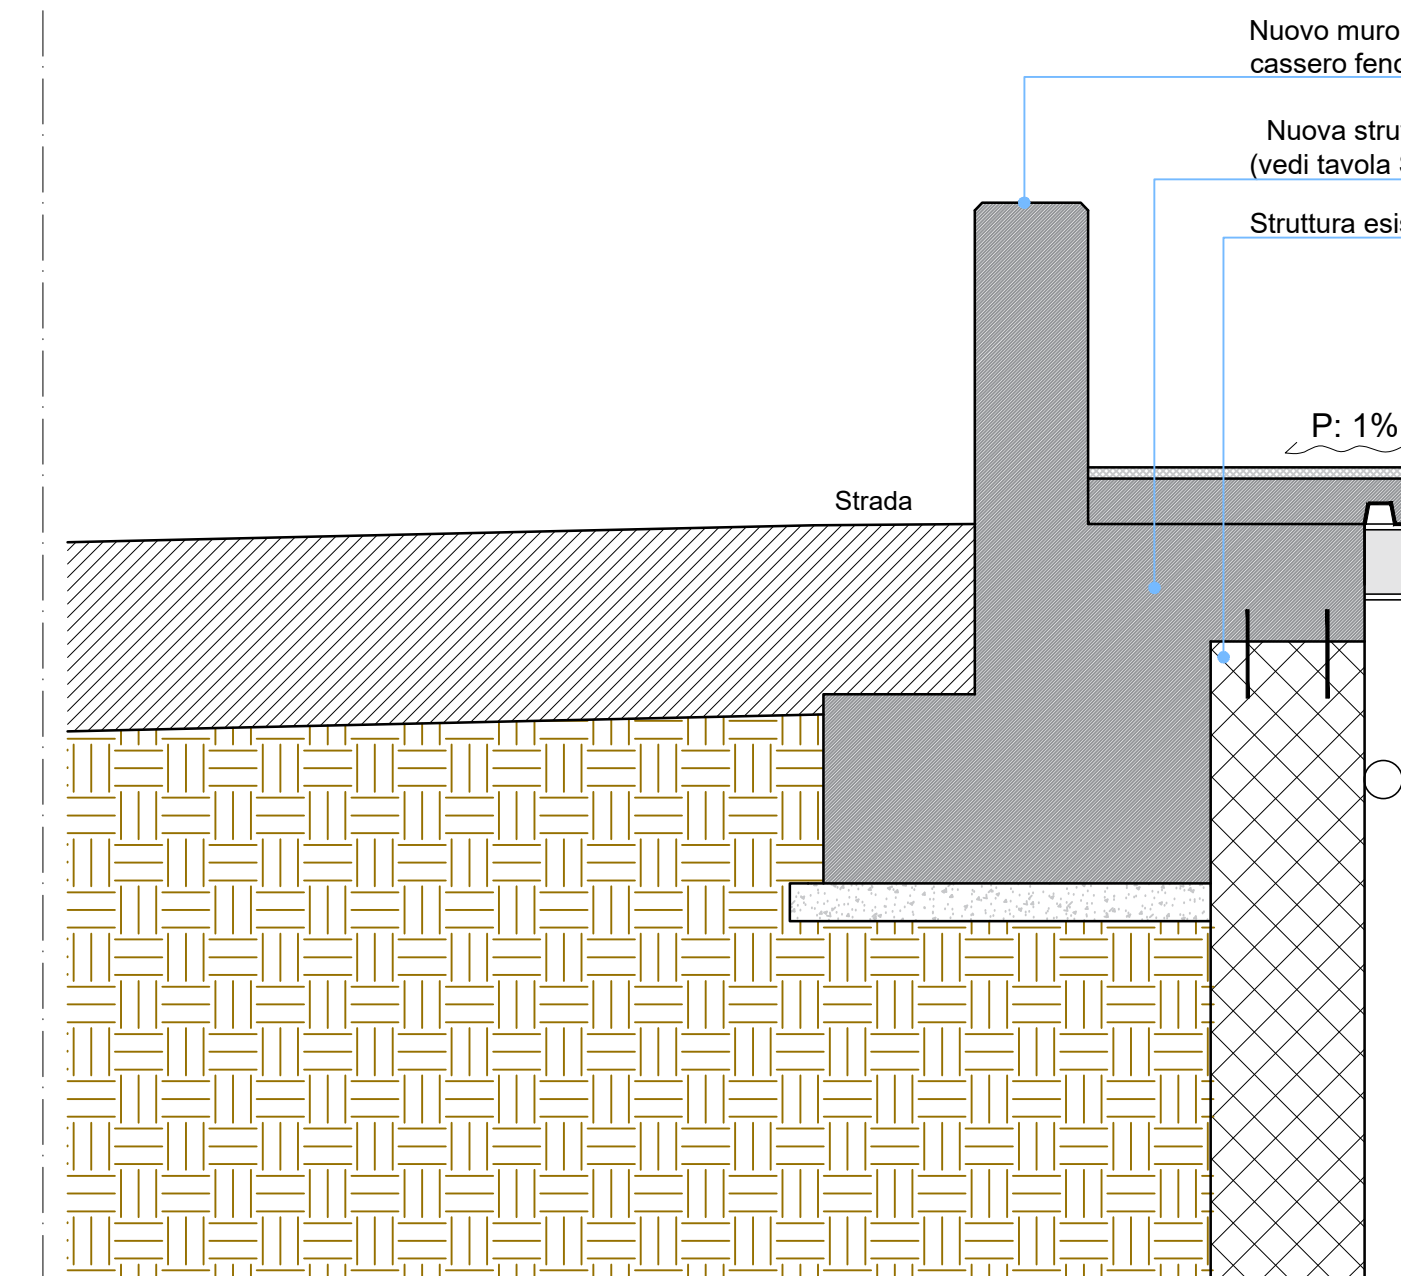 Nuovo muro
cassero
Nuova
(vedi tavola
Struttura
P: 1%
Strada